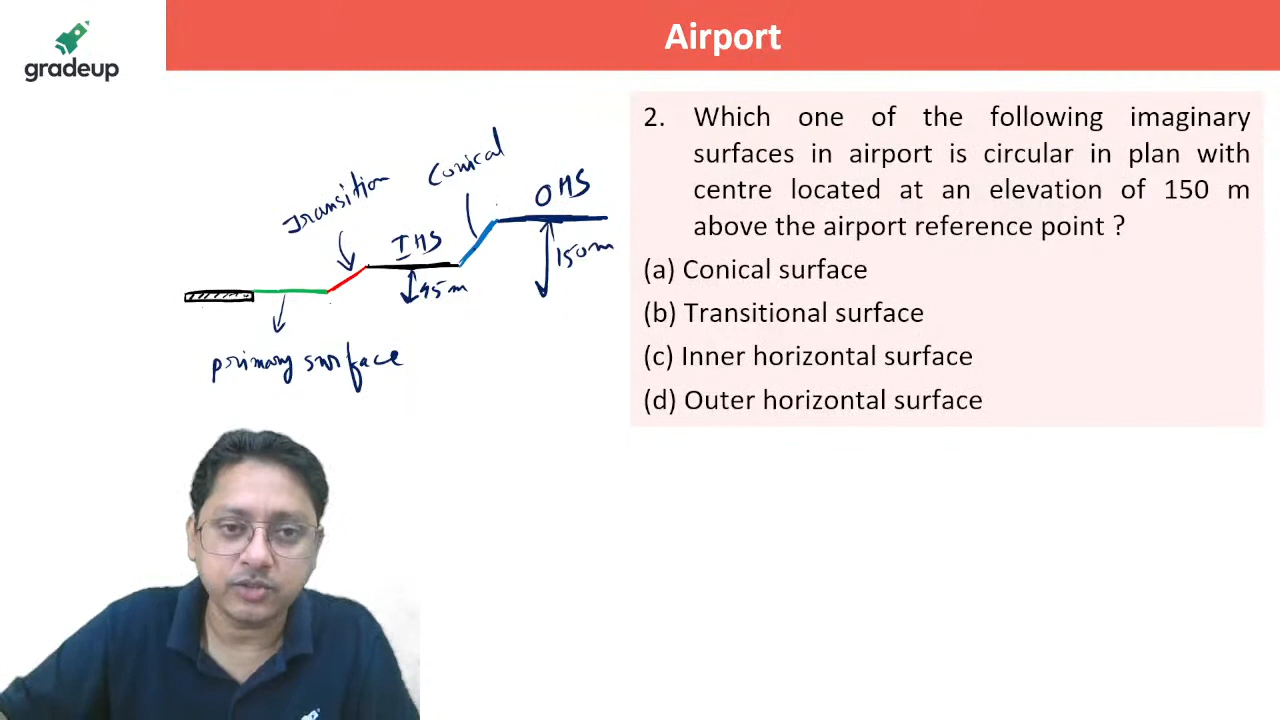 gradeup
Airport
2. Which one of the following imaginary
surfaces in airport is circular in plan with
centre located at an elevation of 150 m
above the airport reference point ?
(a) Conical surface
(b) Transitional surface
(c) Inner horizontal surface
(d) Outer horizontal surface
Transition
Conical
OHS
IHS
45m
150m
primary surface